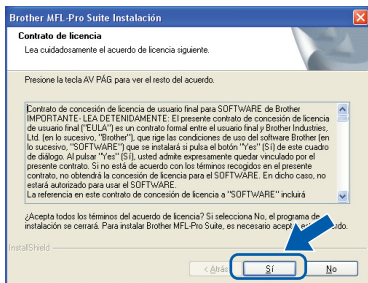 Brother MFL-Pro Suite Instalación
Contrato de licencia
Lea cuidadosamente el acuerdo de licencia siguiente.
Presione la tecla AV PÁG para ver el resto del acuerdo.
Contrato de concesión de licencia de usuario final para SOFTWARE de Brother
IMPORTANTE- LEA DETENIDAMENTE: El presente contrato de concesión de licencia
de usuario final ("EULA") es un contrato formal entre el usuario final y Brother Industries,
Ltd. (en lo sucesivo, "Brother"), que rige las condiciones de uso del software Brother (en
lo sucesivo, "SOFTWARE") que se instalará si pulsa el botón "Yes" (Sí) de este cuadro
de diálogo. Al pulsar "Yes" (Sí), usted admite expresamente quedar vinculado por el
presente contrato. Si no está de acuerdo con los términos recogidos en el presente
contrato, no obtendrá la concesión de licencia para el SOFTWARE. En dicho caso, no
estará autorizado para usar el SOFTWARE.
La referencia en este contrato de concesión de licencia a "SOFTWARE" incluirá
¿Acepta todos los términos del acuerdo de licencia? Si selecciona No, el programa de
instalación se cerrará. Para instalar Brother MFL-Pro Suite, es necesario
InstallShield
< Atrás Sí No